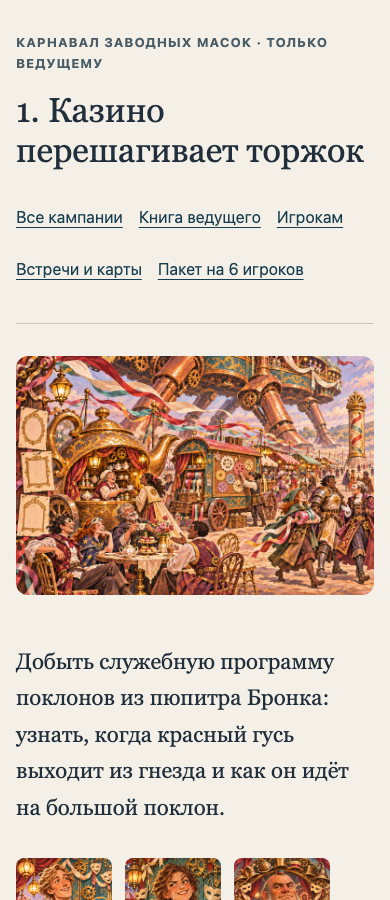 КАРНАВАЛ ЗАВОДНЫХ МАСОК · ТОЛЬКО
ВЕДУЩЕМУ
1. Казино
перешагивает торжок
Все кампании Книга ведущего Игрокам
Встречи и карты Пакет на 6 игроков
Добыть служебную программу
поклонов из пюпитра Бронка:
узнать, когда красный гусь
выходит из гнезда и как он идёт
на большой поклон.